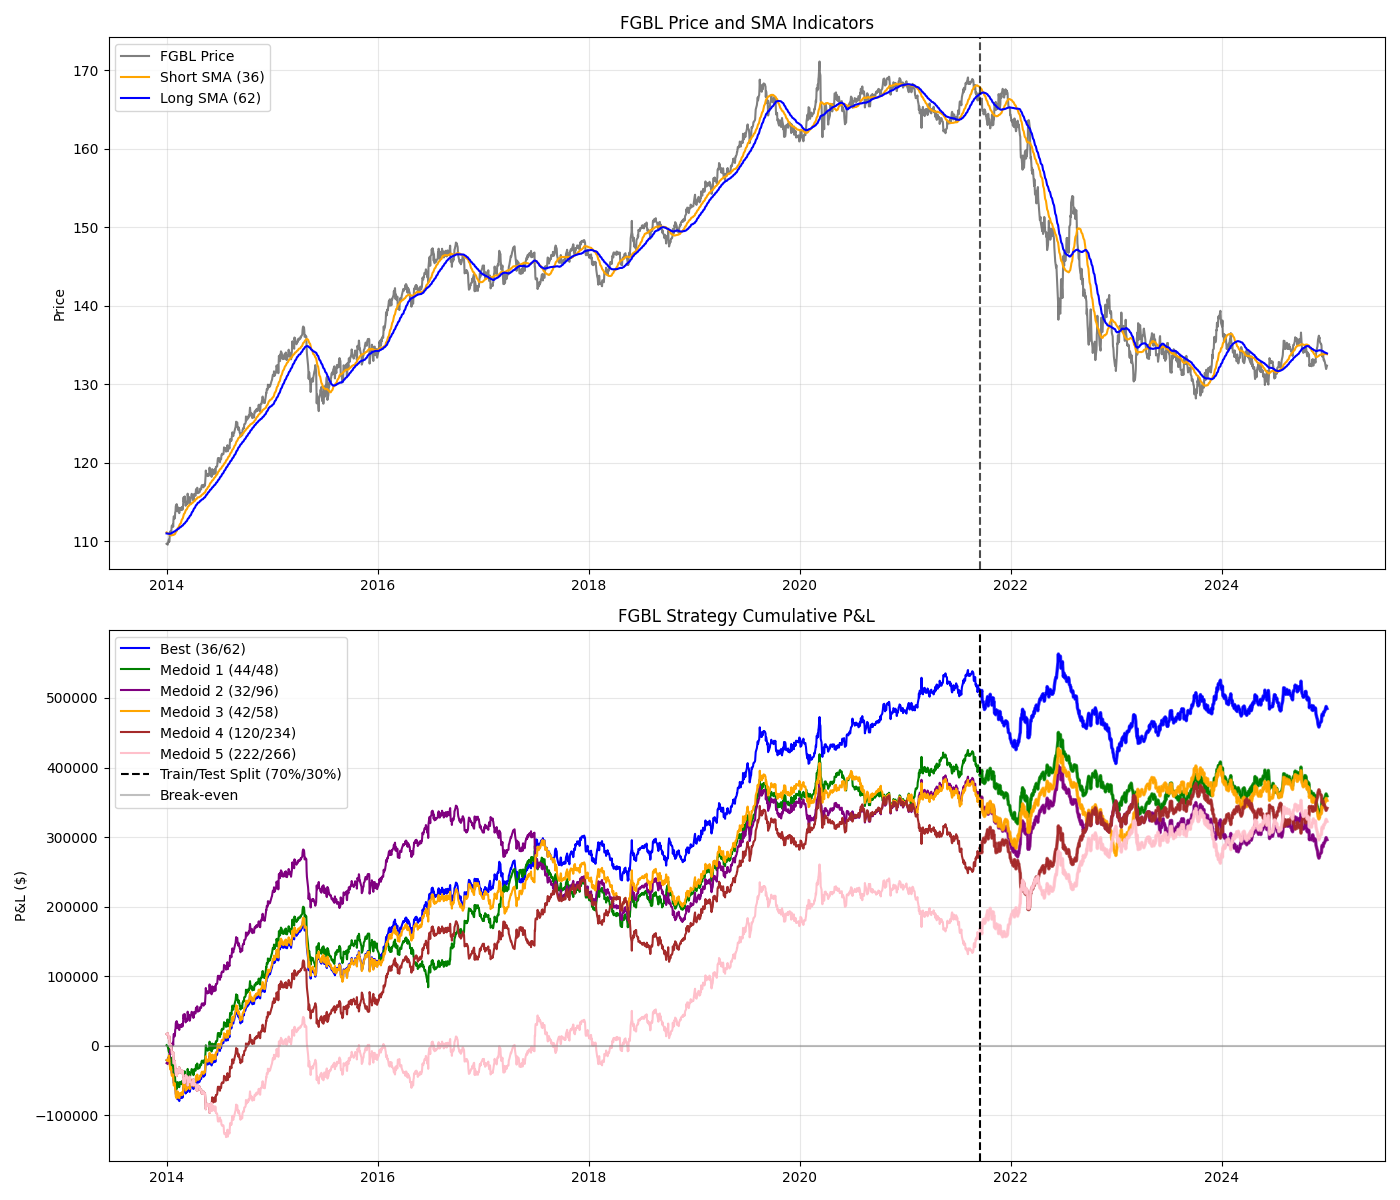 FGBL Price and SMA Indicators
FGBL Price
Short SMA (36)
Long SMA (62)
Price
170
160
150
140
130
120
110
2014
2016
2018
2020
2022
2024
FGBL Strategy Cumulative P&L
Best (36/62)
Medoid 1 (44/48)
Medoid 2 (32/96)
Medoid 3 (42/58)
Medoid 4 (120/234)
Medoid 5 (222/266)
Train/Test Split (70%/30%)
Break-even
P&L ($)
500000
400000
300000
200000
100000
0
−100000
2014
2016
2018
2020
2022
2024